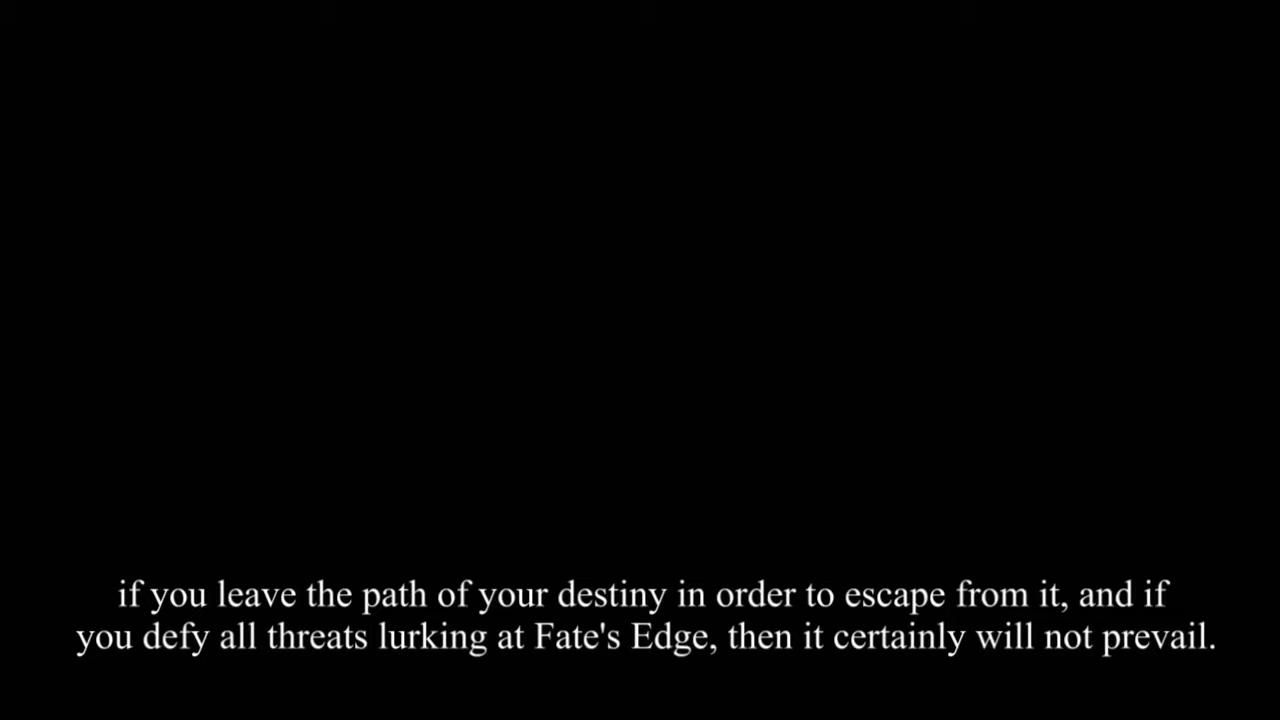 if you leave the path of your destiny in order to escape from it, and if
you defy all threats lurking at Fate's Edge, then it certainly will not prevail.